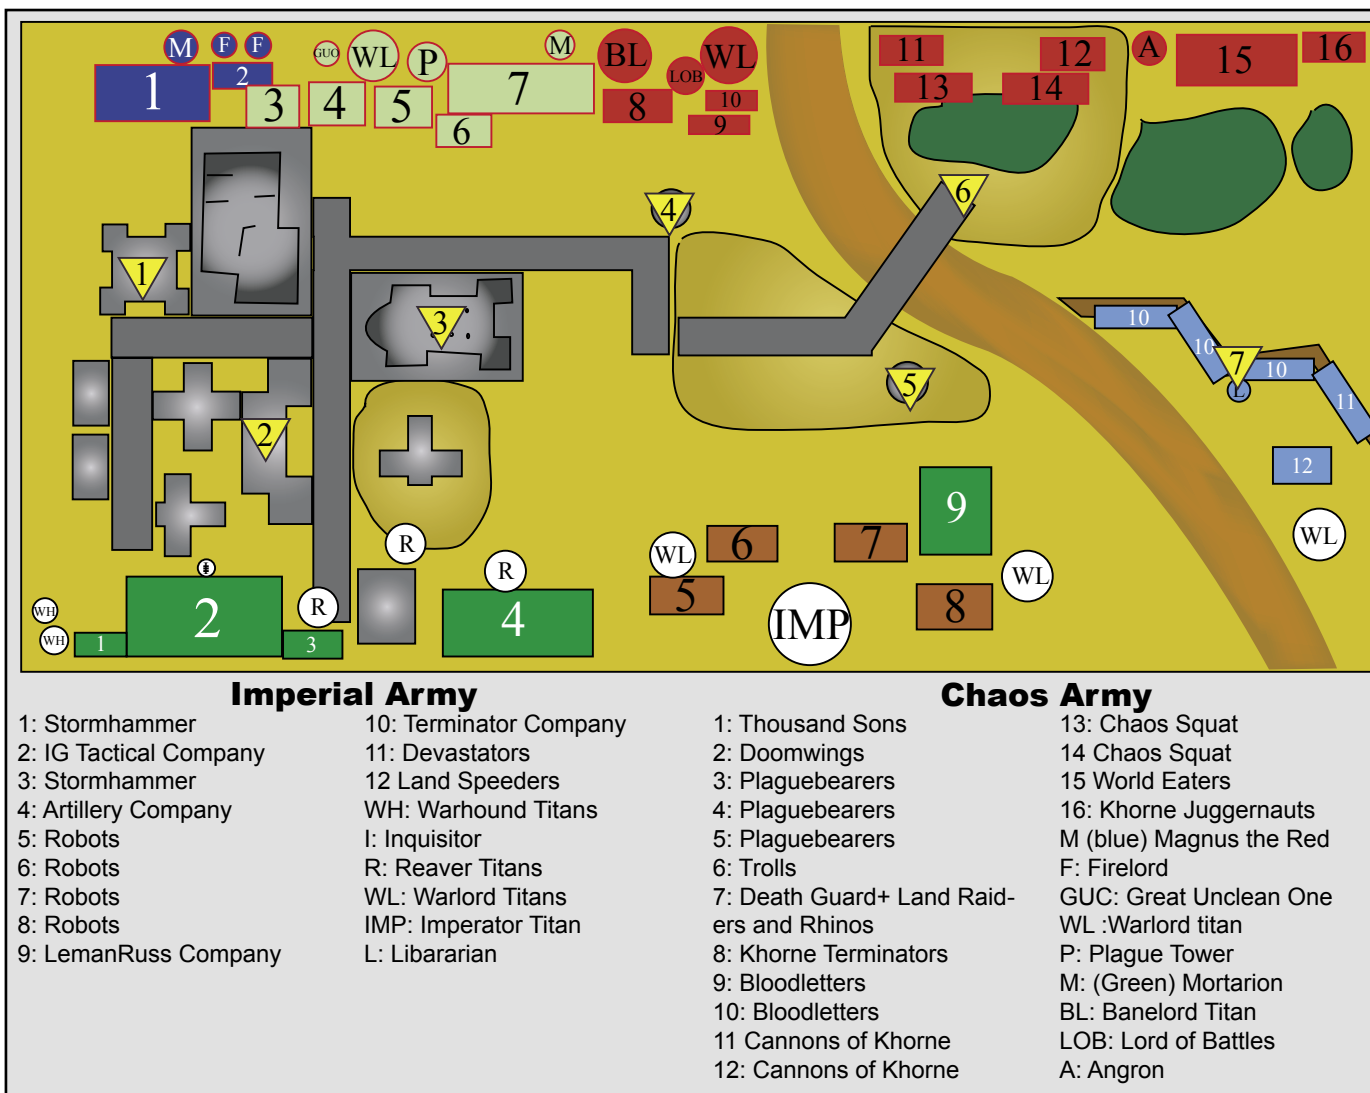 M
F
F
GUO
WL
P
M
BL
LOB
WL
11
12
A
15
16
1
2
3
4
5
6
7
8
10
9
13
14
4
6
1
3
2
5
10
10
7
10
L
11
12
WL
R
R
R
WL
6
7
9
WL
5
8
IMP
WH
WH
1
2
3
4
Imperial Army
1: Stormhammer
2: IG Tactical Company
3: Stormhammer
4: Artillery Company
5: Robots
6: Robots
7: Robots
8: Robots
9: LemanRuss Company
10: Terminator Company
11: Devastators
12 Land Speeders
WH: Warhound Titans
I: Inquisitor
R: Reaver Titans
WL: Warlord Titans
IMP: Imperator Titan
L: Libararian
Chaos Army
1: Thousand Sons
2: Doomwings
3: Plaguebearers
4: Plaguebearers
5: Plaguebearers
6: Trolls
7: Death Guard+ Land Raid-
ers and Rhinos
8: Khorne Terminators
9: Bloodletters
10: Bloodletters
11 Cannons of Khorne
12: Cannons of Khorne
13: Chaos Squat
14 Chaos Squat
15 World Eaters
16: Khorne Juggernauts
M (blue) Magnus the Red
F: Firelord
GUC: Great Unclean One
WL :Warlord titan
P: Plague Tower
M: (Green) Mortarion
BL: Banelord Titan
LOB: Lord of Battles
A: Angron